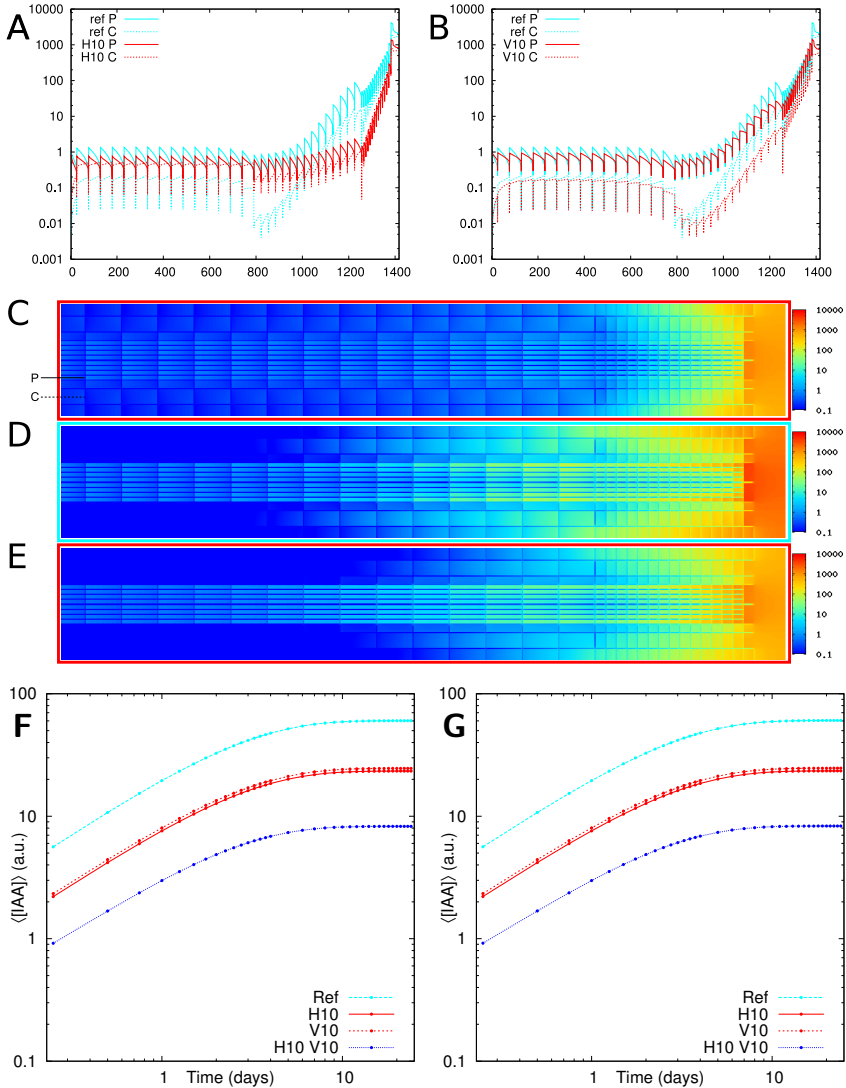 A
ref P
ref C
H10 P
H10 C
10000
1000
100
10
1
0.1
0.01
0.001
0 200 400 600 800 1000 1200 1400
B
ref P
ref C
V10 P
V10 C
10000
1000
100
10
1
0.1
0.01
0.001
0 200 400 600 800 1000 1200 1400
C
P
C
10000
1000
100
10
1
0.1
D
10000
1000
100
10
1
0.1
E
10000
1000
100
10
1
0.1
F
100
10
1
0.1
⟨[IAA]⟩ (a.u.)
Ref
H10
V10
H10 V10
1 10
Time (days)
G
100
10
1
0.1
⟨[IAA]⟩ (a.u.)
Ref
H10
V10
H10 V10
1 10
Time (days)